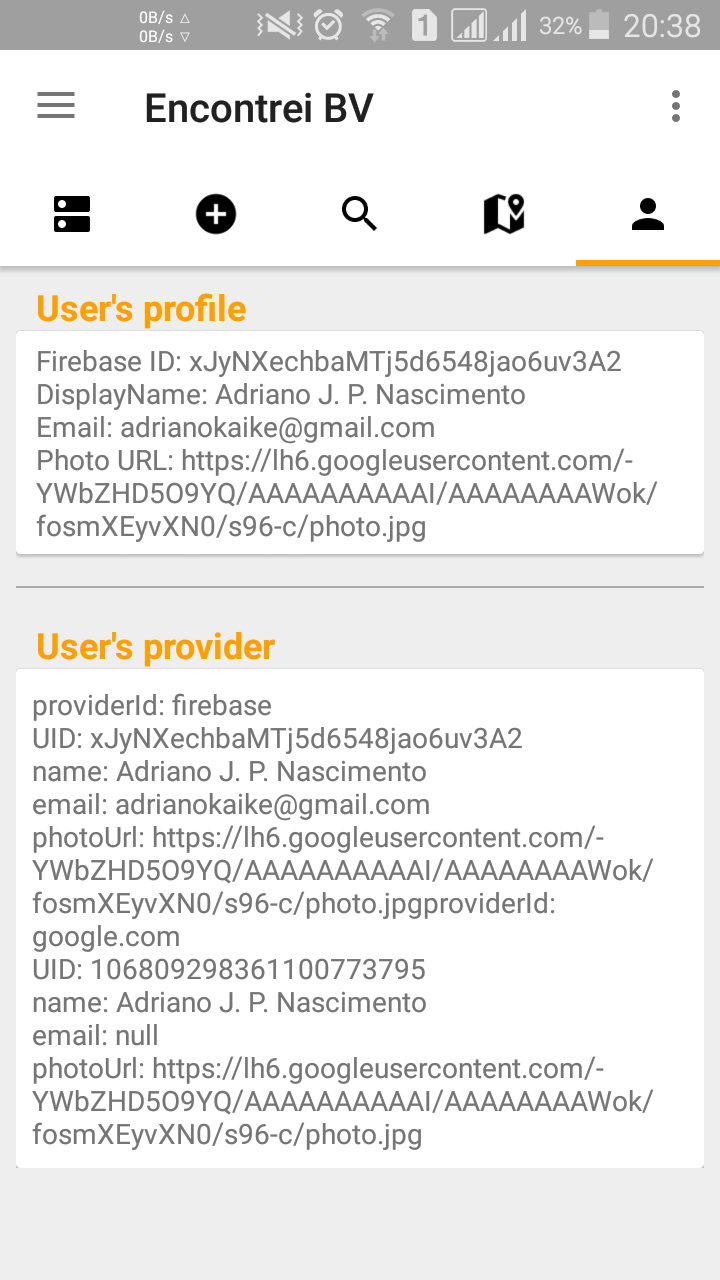 0B/s △
0B/s ▽
1
32%
20:38
Encontrei BV
User's profile
Firebase ID: xJyNXechbaMTj5d6548jao6uv3A2
DisplayName: Adriano J. P. Nascimento
Email: adrianokaike@gmail.com
Photo URL: https://lh6.googleusercontent.com/-
YWbZHD5O9YQ/AAAAAAAAAAI/AAAAAAAAWok/
fosmXEyvXN0/s96-c/photo.jpg
User's provider
providerId: firebase
UID: xJyNXechbaMTj5d6548jao6uv3A2
name: Adriano J. P. Nascimento
email: adrianokaike@gmail.com
photoUrl: https://lh6.googleusercontent.com/-
YWbZHD5O9YQ/AAAAAAAAAAI/AAAAAAAAWok/
fosmXEyvXN0/s96-c/photo.jpgproviderId:
google.com
UID: 106809298361100773795
name: Adriano J. P. Nascimento
email: null
photoUrl: https://lh6.googleusercontent.com/-
YWbZHD5O9YQ/AAAAAAAAAAI/AAAAAAAAWok/
fosmXEyvXN0/s96-c/photo.jpg